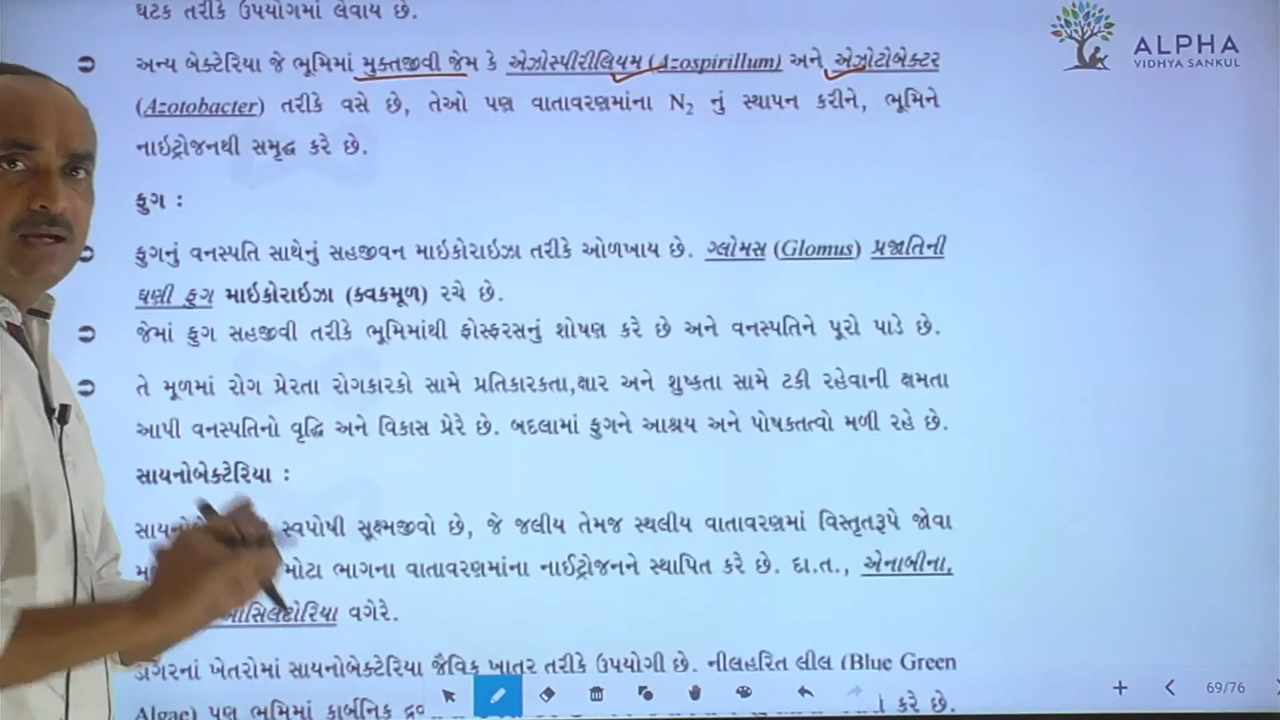 ઘટક તરીકે ઉપયોગમાં લેવાય છે.
ALPHA
VIDHYA SANKUL
અન્ય બેક્ટેરિયા જે ભૂમિમાં મુક્તજીવી જેમ કે એઝોસ્પીરીલિયમ (Azospirillum) અને એઝોટોબેક્ટર
(Azotobacter) તરીકે વસે છે, તેઓ પણ વાતાવરણમાંના N₂ નું સ્થાપન કરીને, ભૂમિને
નાઇટ્રોજનથી સમૃદ્ધ કરે છે.
ફુગ :
ફુગનું વનસ્પતિ સાથેનું સહજીવન માઇકોરાઇઝા તરીકે ઓળખાય છે. ગ્લોમસ (Glomus) પ્રજાતિની
ઘણી ફુગ માઇકોરાઇઝા (કવકમૂળ) રચે છે.
જેમાં ફુગ સહજીવી તરીકે ભૂમિમાંથી ફોસ્ફરસનું શોષણ કરે છે અને વનસ્પતિને પૂરો પાડે છે.
તે મૂળમાં રોગ પ્રેરતા રોગકારકો સામે પ્રતિકારકતા,ક્ષાર અને શુષ્કતા સામે ટકી રહેવાની ક્ષમતા
આપી વનસ્પતિનો વૃદ્ધિ અને વિકાસ પ્રેરે છે. બદલામાં ફુગને આશ્રય અને પોષકતત્વો મળી રહે છે.
સાયનોબેક્ટેરિયા :
સ્વપોષી સૂક્ષ્મજીવો છે, જે જલીય તેમજ સ્થલીય વાતાવરણમાં વિસ્તૃતરૂપે જોવા
મોટા ભાગના વાતાવરણમાંના નાઈટ્રોજનને સ્થાપિત કરે છે. દા.ત., એનાબીના,
વગેરે.
ડાંગરનાં ખેતરોમાં સાયનોબેક્ટેરિયા જૈવિક ખાતર તરીકે ઉપયોગી છે. નીલહરિત લીલ (Blue Green
Algae) પણ ભૂમિમાં કાર્બનિક કરે છે.
69/76